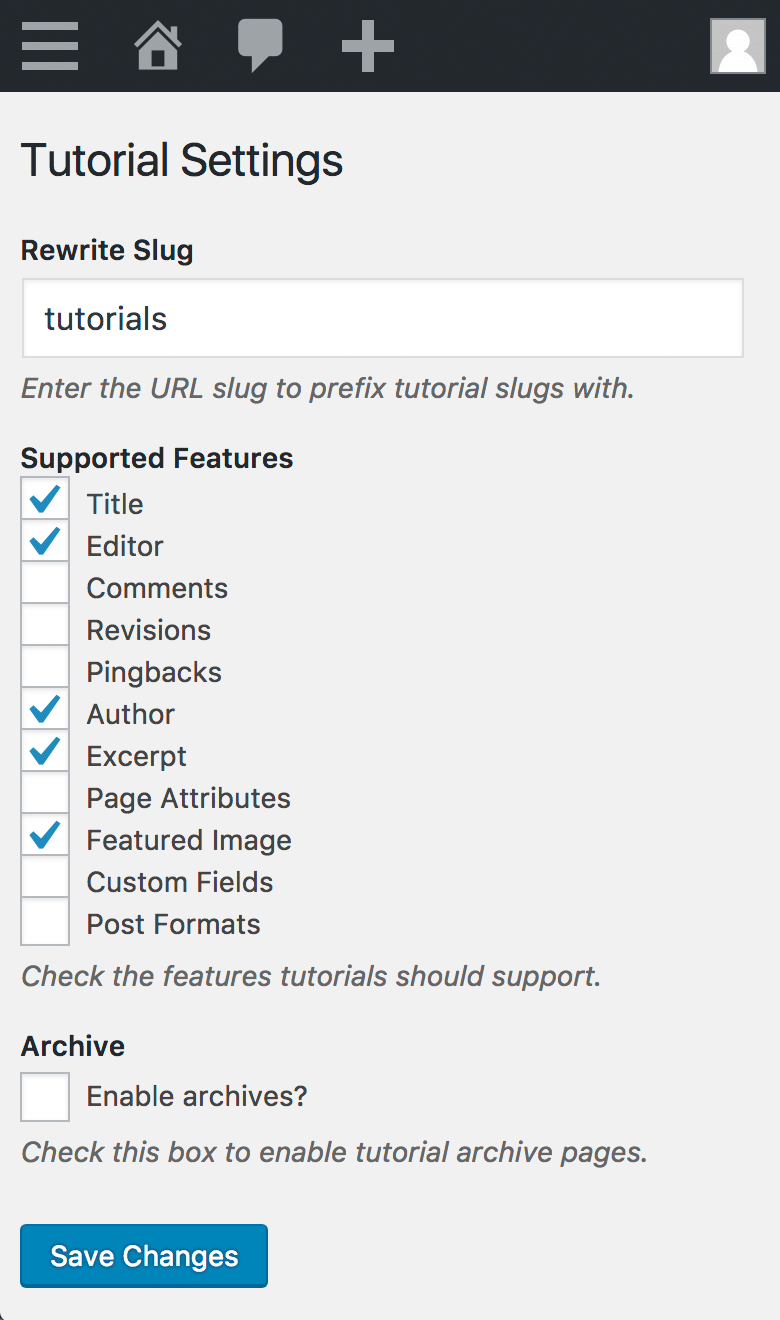 Tutorial Settings
Rewrite Slug
tutorials
Enter the URL slug to prefix tutorial slugs with.
Supported Features
Title
Editor
Comments
Revisions
Pingbacks
Author
Excerpt
Page Attributes
Featured Image
Custom Fields
Post Formats
Check the features tutorials should support.
Archive
Enable archives?
Check this box to enable tutorial archive pages.
Save Changes